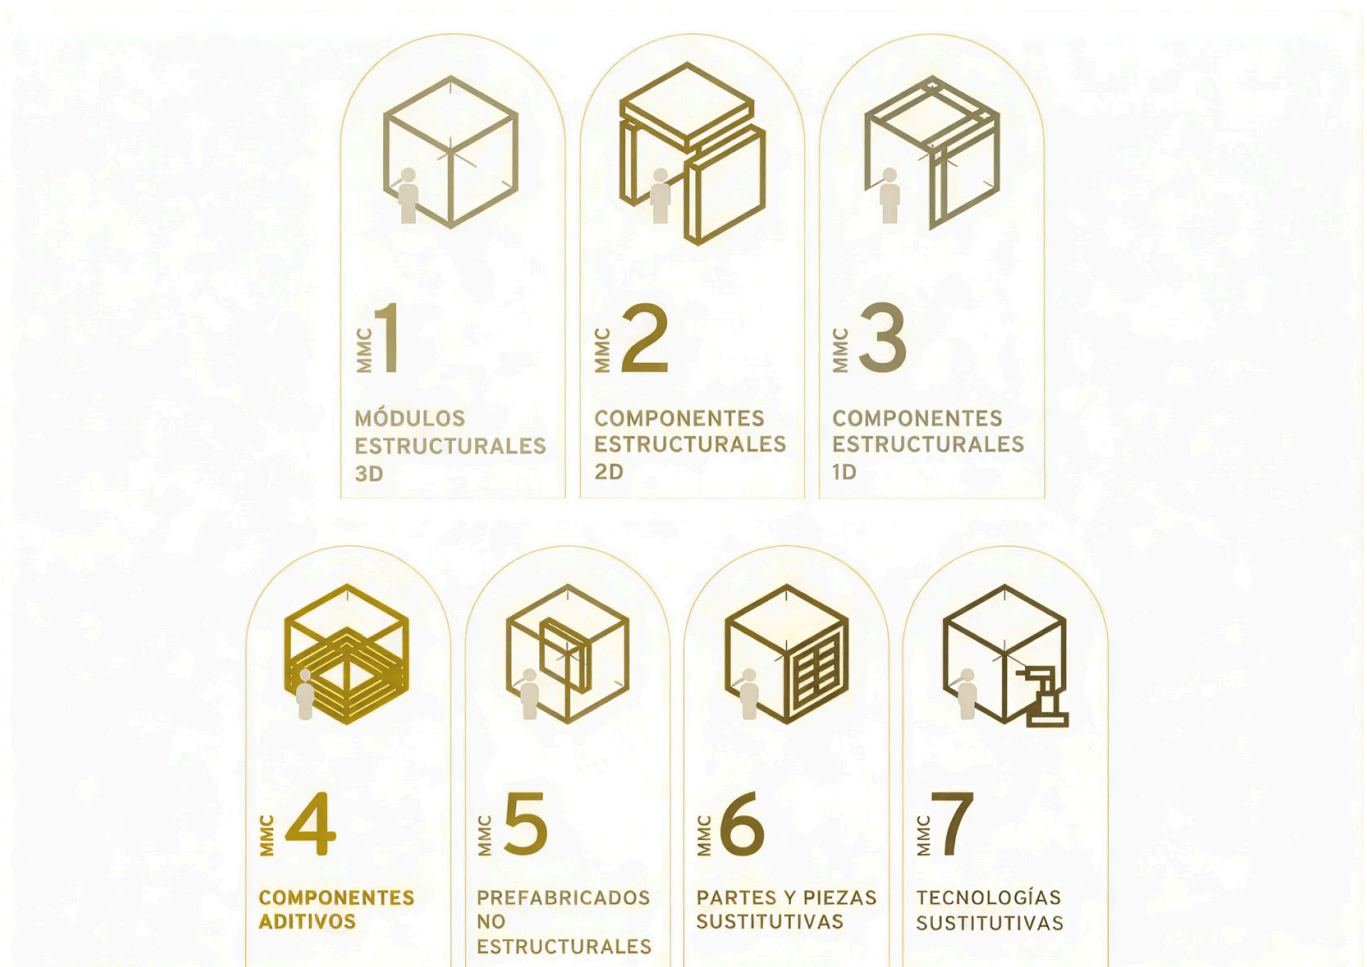 MMC 1
MÓDULOS
ESTRUCTURALES
3D
MMC 2
COMPONENTES
ESTRUCTURALES
2D
MMC 3
COMPONENTES
ESTRUCTURALES
1D
MMC 4
COMPONENTES
ADITIVOS
MMC 5
PREFABRICADOS
NO
ESTRUCTURALES
MMC 6
PARTES Y PIEZAS
SUSTITUTIVAS
MMC 7
TECNOLOGÍAS
SUSTITUTIVAS